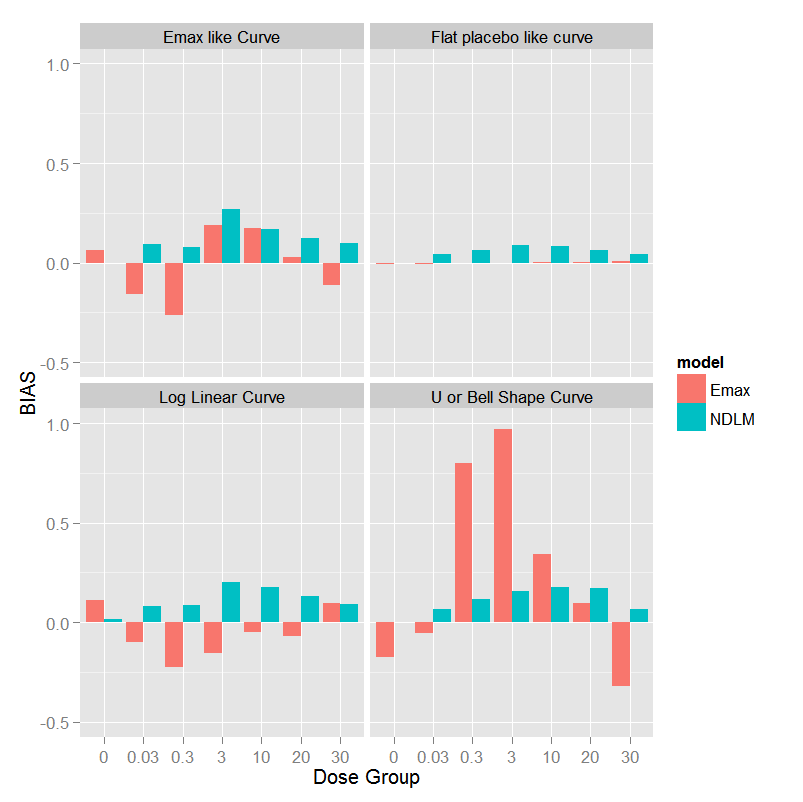 Emax like Curve Flat placebo like curve
1.0
0.5
0.0
-0.5
Log Linear Curve U or Bell Shape Curve
1.0
0.5
0.0
-0.5
0 0.03 0.3 3 10 20 30 0 0.03 0.3 3 10 20 30
Dose Group
BIAS
model
Emax
NDLM